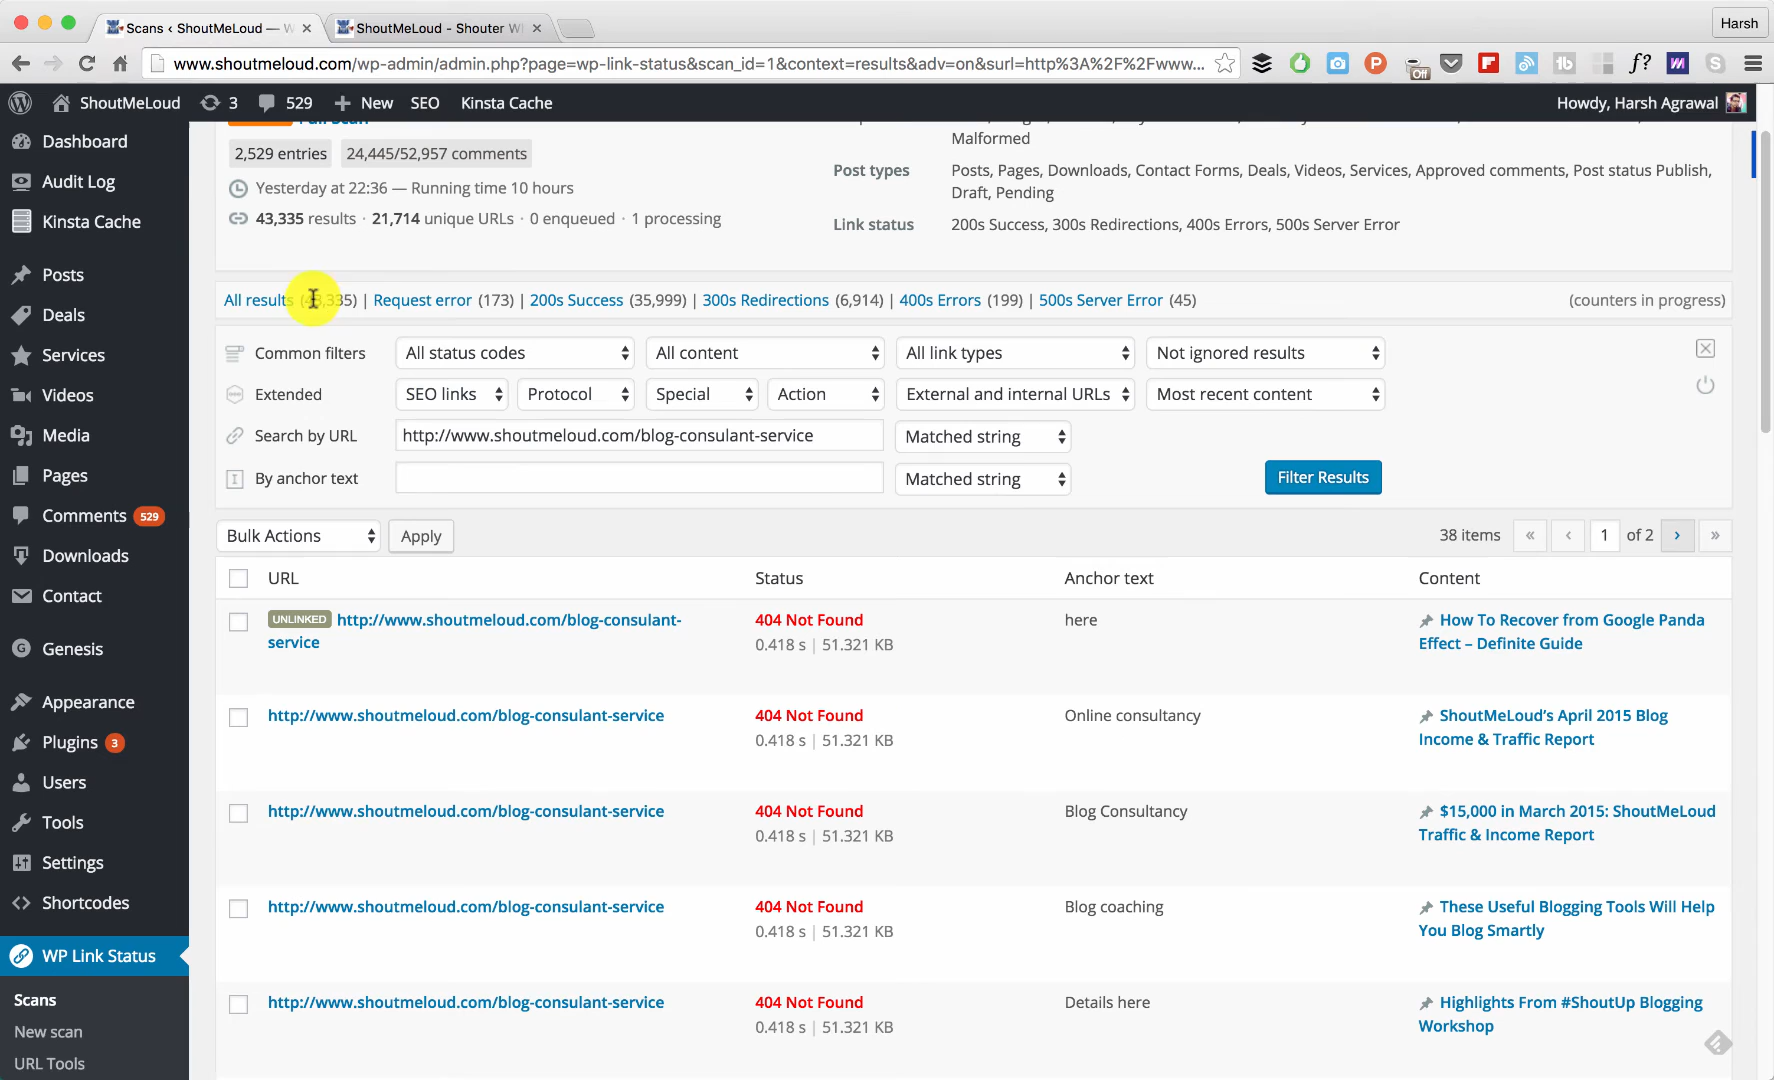 Scans ‹ ShoutMeLoud — W
ShoutMeLoud - Shouter W
Harsh
www.shoutmeloud.com/wp-admin/admin.php?page=wp-link-status&scan_id=1&context=results&adv=on&surl=http%3A%2F%2Fwww...
Off
ShoutMeLoud 3 529 New SEO Kinsta Cache
Howdy, Harsh Agrawal
Dashboard
Audit Log
Kinsta Cache
Posts
Deals
Services
Videos
Media
Pages
Comments 529
Downloads
Contact
Genesis
Appearance
Plugins 3
Users
Tools
Settings
Shortcodes
WP Link Status
Scans
New scan
URL Tools
Full Scan
2,529 entries 24,445/52,957 comments
Yesterday at 22:36 — Running time 10 hours
43,335 results · 21,714 unique URLs · 0 enqueued · 1 processing
Malformed
Post types Posts, Pages, Downloads, Contact Forms, Deals, Videos, Services, Approved comments, Post status Publish,
Draft, Pending
Link status 200s Success, 300s Redirections, 400s Errors, 500s Server Error
All results (43,335) | Request error (173) | 200s Success (35,999) | 300s Redirections (6,914) | 400s Errors (199) | 500s Server Error (45) (counters in progress)
Common filters All status codes All content All link types Not ignored results
Extended SEO links Protocol Special Action External and internal URLs Most recent content
Search by URL http://www.shoutmeloud.com/blog-consulant-service Matched string
By anchor text Matched string Filter Results
Bulk Actions Apply 38 items « ‹ 1 of 2 › »
URL Status Anchor text Content
UNLINKED http://www.shoutmeloud.com/blog-consulant- 404 Not Found here How To Recover from Google Panda
service 0.418 s | 51.321 KB Effect – Definite Guide
http://www.shoutmeloud.com/blog-consulant-service 404 Not Found Online consultancy ShoutMeLoud's April 2015 Blog
0.418 s | 51.321 KB Income & Traffic Report
http://www.shoutmeloud.com/blog-consulant-service 404 Not Found Blog Consultancy $15,000 in March 2015: ShoutMeLoud
0.418 s | 51.321 KB Traffic & Income Report
http://www.shoutmeloud.com/blog-consulant-service 404 Not Found Blog coaching These Useful Blogging Tools Will Help
0.418 s | 51.321 KB You Blog Smartly
http://www.shoutmeloud.com/blog-consulant-service 404 Not Found Details here Highlights From #ShoutUp Blogging
0.418 s | 51.321 KB Workshop